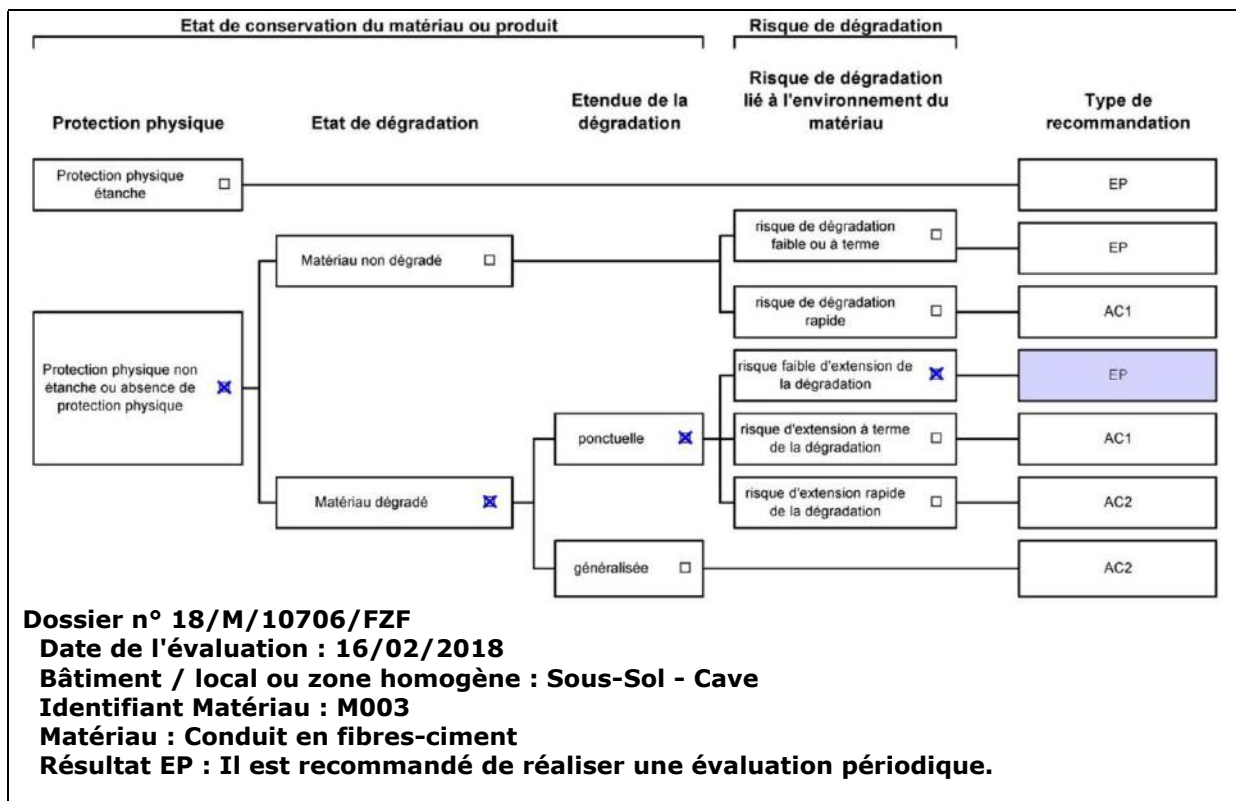 Etat de conservation du matériau ou produit
Risque de dégradation
Protection physique
Etat de dégradation
Etendue de la
dégradation
Risque de dégradation
lié à l'environnement du
matériau
Type de
recommandation
Protection physique
étanche
EP
Matériau non dégradé
risque de dégradation
faible ou à terme
EP
risque de dégradation
rapide
AC1
Protection physique non
étanche ou absence de
protection physique
risque faible d'extension de
la dégradation
EP
ponctuelle
risque d'extension à terme
de la dégradation
AC1
Matériau dégradé
risque d'extension rapide
de la dégradation
AC2
généralisée
AC2
Dossier n° 18/M/10706/FZF
Date de l'évaluation : 16/02/2018
Bâtiment / local ou zone homogène : Sous-Sol - Cave
Identifiant Matériau : M003
Matériau : Conduit en fibres-ciment
Résultat EP : Il est recommandé de réaliser une évaluation périodique.